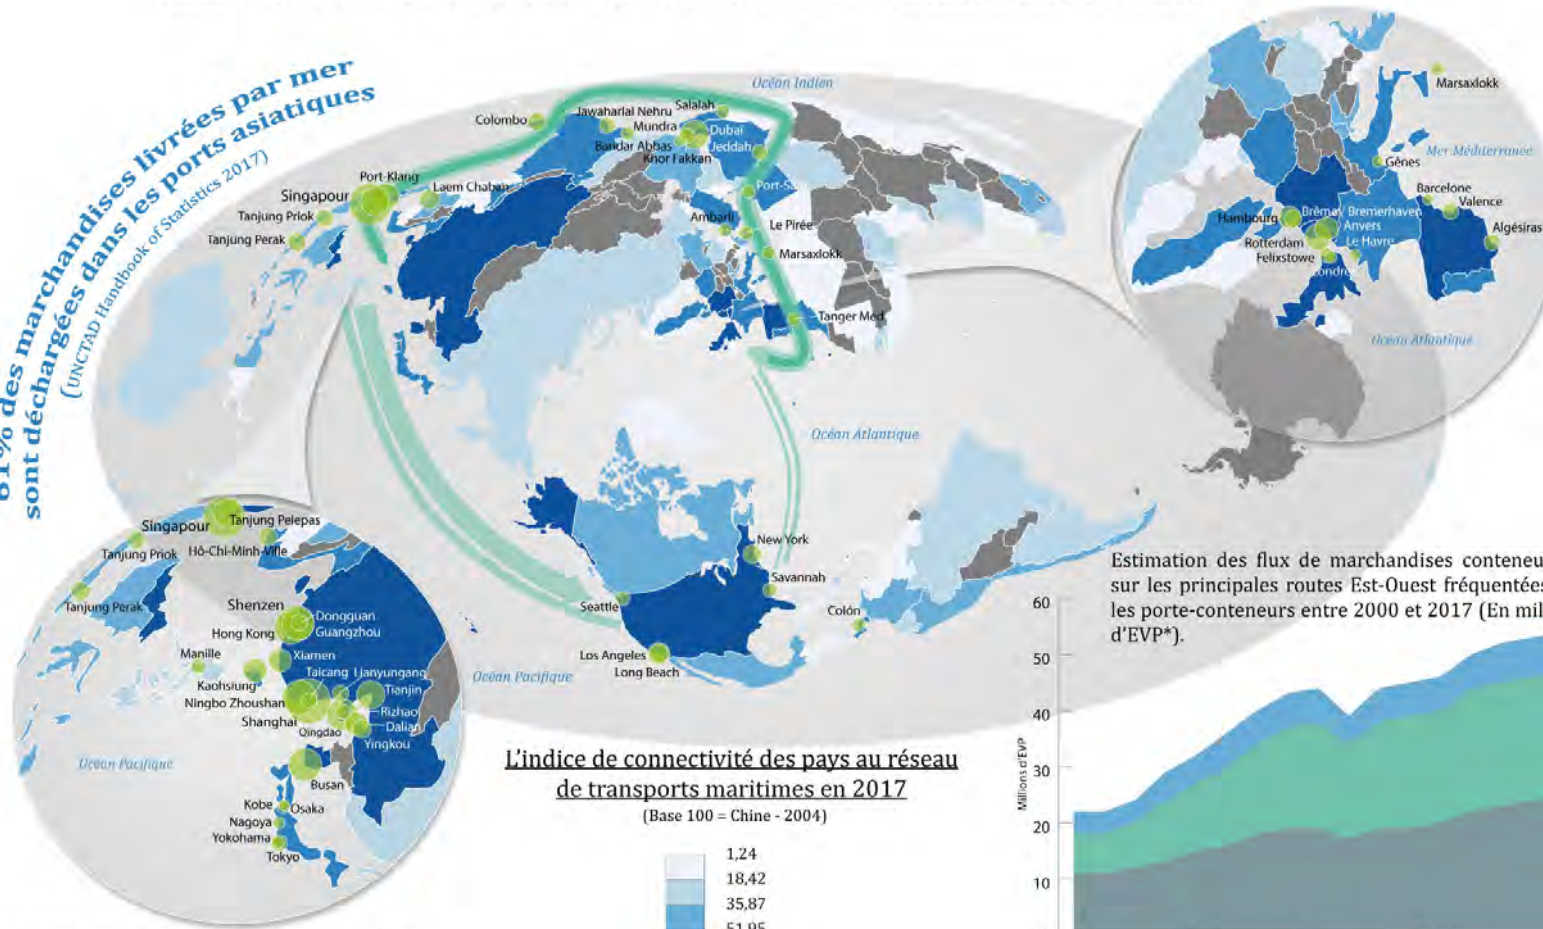 61% des marchandises livrées par mer
sont déchargées dans les ports asiatiques
(UNCTAD Handbook of Statistics 2017)
Océan Indien
Colombo
Jawaharlal Nehru
Salalah
Mundra
Dubaï
Bandar Abbas
Jeddah
Khor Fakkan
Port-Klang
Singapour
Laem Chaban
Tanjung Priok
Tanjung Perak
Port-Sa
Ambarli
Le Pirée
Marsaxlokk
Tanger Med
Océan Atlantique
New York
Savannah
Seattle
Colón
Los Angeles
Long Beach
Océan Pacifique
Marsaxlokk
Mer Méditerranée
Gênes
Barcelone
Valence
Algésiras
Hambourg
Brême/ Bremerhaven
Anvers
Rotterdam
Le Havre
Felixstowe
Londre
Océan Atlantique
Singapour
Tanjung Pelepas
Tanjung Priok
Hô-Chi-Minh-Ville
Tanjung Perak
Shenzen
Dongguan
Hong Kong
Guangzhou
Manille
Xiamen
Taicang
Lianyungang
Kaohsiung
Tianjin
Ningbo Zhoushan
Rizhao
Shanghai
Dalian
Qingdao
Yingkou
Océan Pacifique
Busan
Kobe
Osaka
Nagoya
Yokohama
Tokyo
L'indice de connectivité des pays au réseau
de transports maritimes en 2017
(Base 100 = Chine - 2004)
1,24
18,42
35,87
51,95
Estimation des flux de marchandises conteneu
sur les principales routes Est-Ouest fréquentées
les porte-conteneurs entre 2000 et 2017 (En mil
d'EVP*).
60
50
40
30
20
10
Millions d'EVP